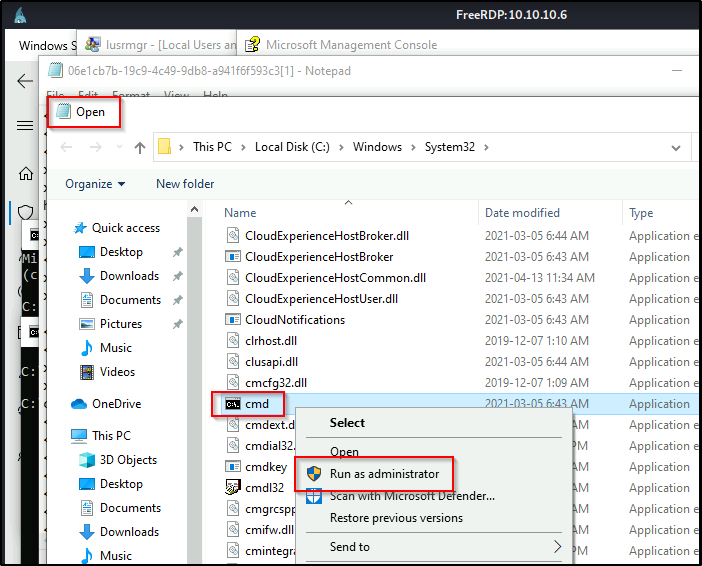 FreeRDP:10.10.10.6
Windows S
lusrmgr - [Local Users an
Microsoft Management Console
06e1cb7b-19c9-4c49-9db8-a941f6f593c3[1] - Notepad
File Edit Format View Help
Open
This PC > Local Disk (C:) > Windows > System32 >
Organize New folder
Name Date modified Type
Quick access
Desktop
Downloads
Documents
Pictures
Music
Videos
OneDrive
This PC
3D Objects
Desktop
Documents
Downloads
Music
CloudExperienceHostBroker.dll 2021-03-05 6:44 AM Application e
CloudExperienceHostBroker 2021-03-05 6:44 AM Application
CloudExperienceHostCommon.dll 2021-04-13 11:34 AM Application e
CloudExperienceHostUser.dll 2021-03-05 6:44 AM Application e
CloudNotifications 2021-03-05 6:43 AM Application
clrhost.dll 2019-12-07 1:10 AM Application e
clusapi.dll 2021-03-05 6:44 AM Application e
cmcfg32.dll 2019-12-07 1:09 AM Application e
cmd 2021-03-05 6:43 AM Application
cmdext.d
cmdial32.
cmdkey
cmdl32
cmgrcspp
cmifw.dll
cmintegra
Select
Open
Run as administrator
Scan with Microsoft Defender...
Restore previous versions
Send to
PM Application e
M Application
M Application
M Application e
M Application e
Mi
(c
C: